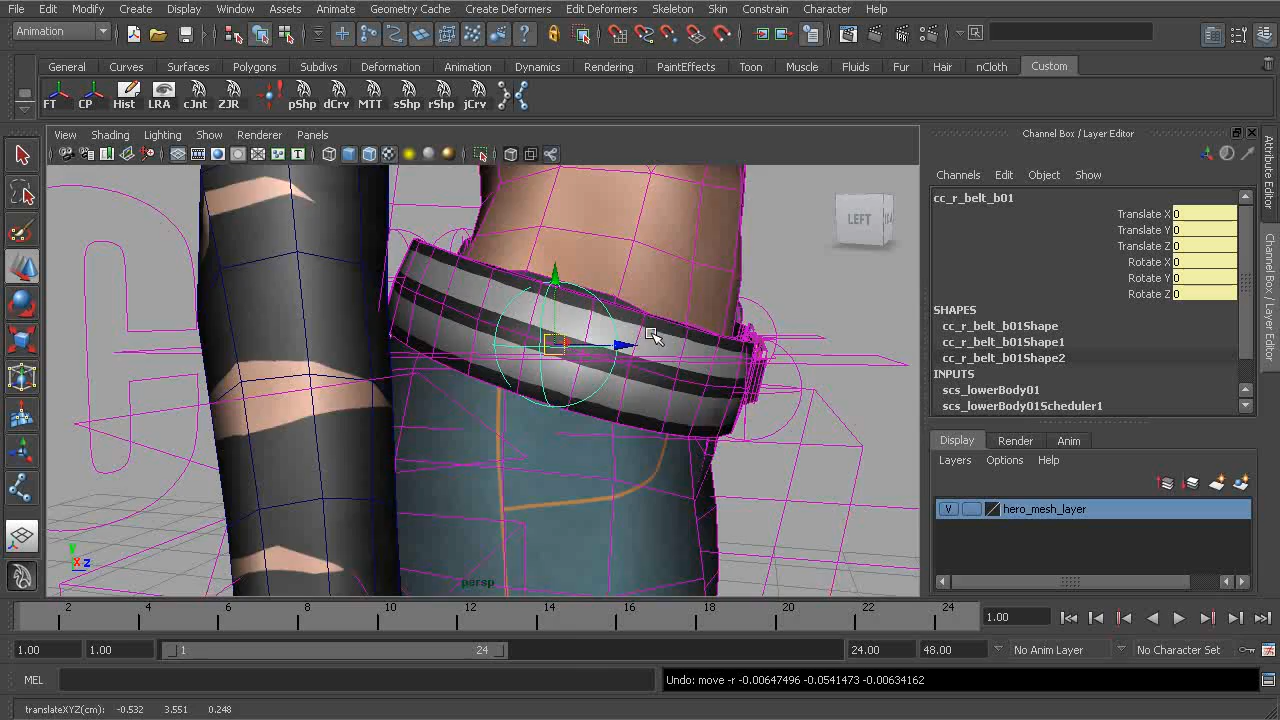 File Edit Modify Create Display Window Assets Animate Geometry Cache Create Deformers Edit Deformers Skeleton Skin Constrain Character Help
Animation
General Curves Surfaces Polygons Subdivs Deformation Animation Dynamics Rendering PaintEffects Toon Muscle Fluids Fur Hair nCloth Custom
FT CP Hist LRA cJnt ZJR pShp dCrv MTT sShp rShp jCrv
View Shading Lighting Show Renderer Panels
Channel Box / Layer Editor
Channels Edit Object Show
cc_r_belt_b01
Translate X 0
Translate Y 0
Translate Z 0
Rotate X 0
Rotate Y 0
Rotate Z 0
SHAPES
cc_r_belt_b01Shape
cc_r_belt_b01Shape1
cc_r_belt_b01Shape2
INPUTS
scs_lowerBody01
scs_lowerBody01Scheduler1
Attribute Editor
Channel Box / Layer Editor
LEFT
Display Render Anim
Layers Options Help
V hero_mesh_layer
y
x z
persp
2 4 6 8 10 12 14 16 18 20 22 24
1.00
1.00 1.00 1 24 24.00 48.00 No Anim Layer No Character Set
MEL Undo: move -r -0.00647496 -0.0541473 -0.00634162
translateXYZ(cm): -0.532 3.551 0.248